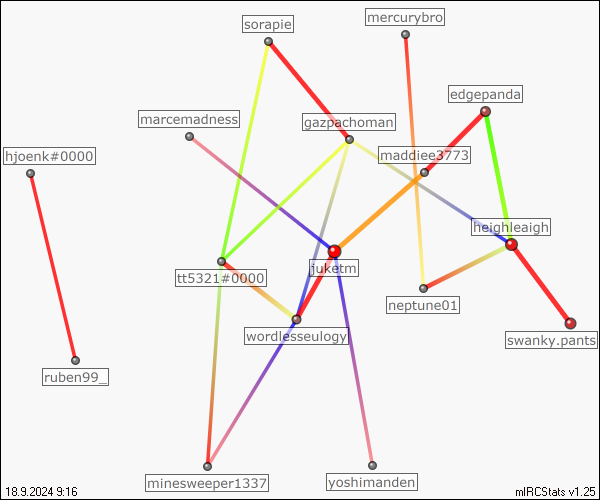 mercurybro
sorapie
edgepanda
marcemadness
gazpachoman
hjoenk#0000
maddiee3773
heighleaigh
juketm
tt5321#0000
neptune01
wordlesseulogy
swanky.pants
ruben99_
minesweeper1337
yoshimanden
18.9.2024 9:16
mIRCStats v1.25